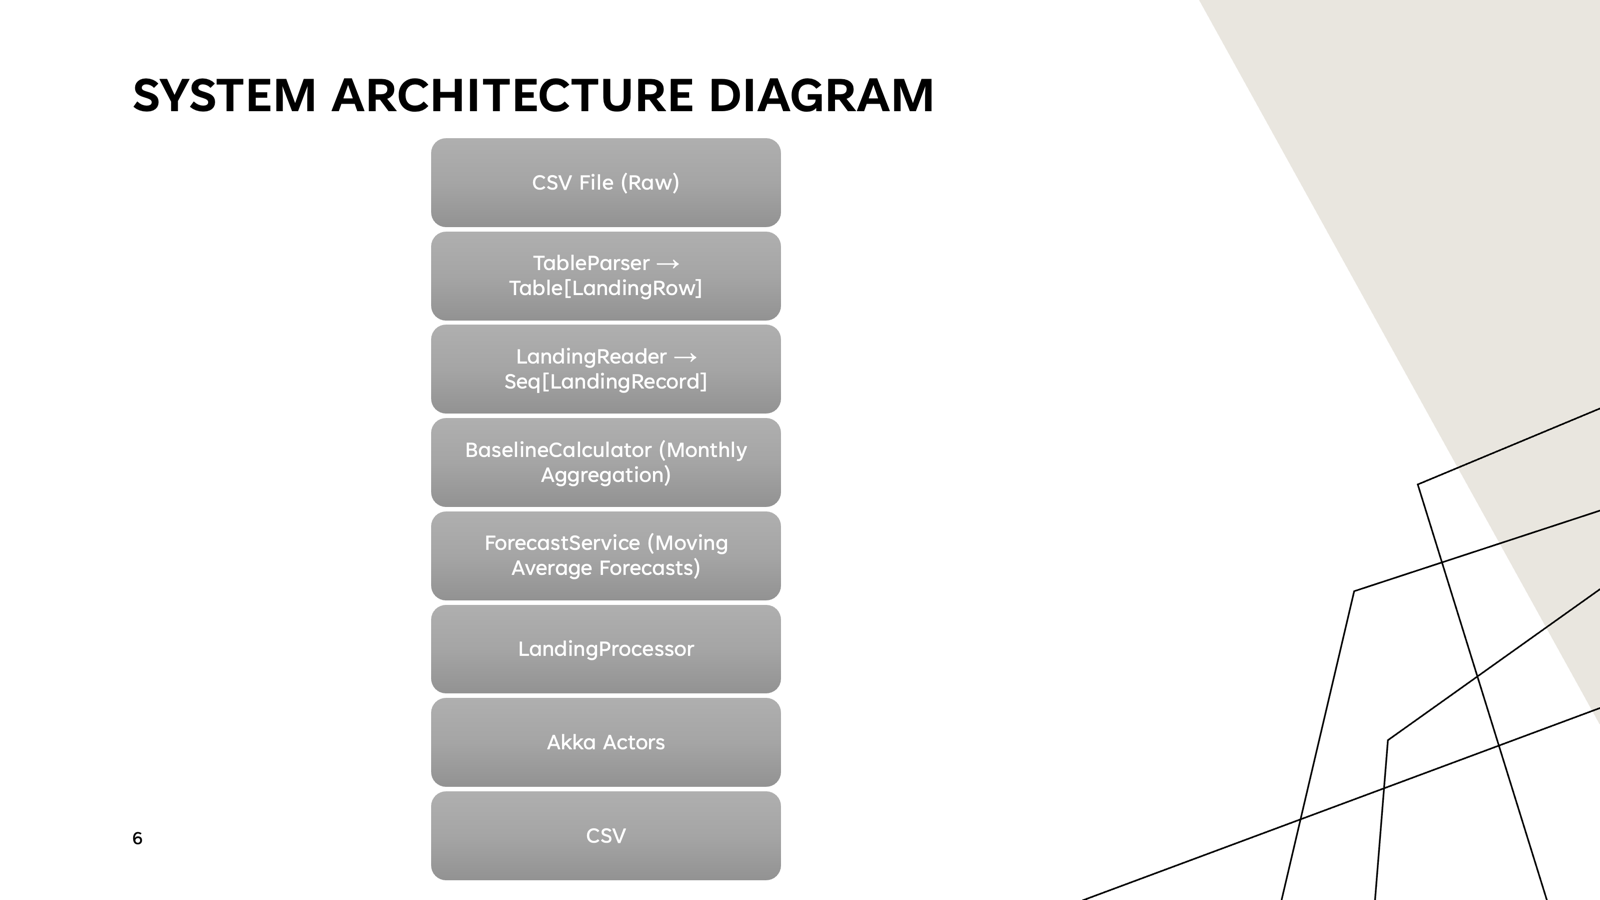 SYSTEM ARCHITECTURE DIAGRAM
CSV File (Raw)
TableParser →
Table[LandingRow]
LandingReader →
Seq[LandingRecord]
BaselineCalculator (Monthly
Aggregation)
ForecastService (Moving
Average Forecasts)
LandingProcessor
Akka Actors
CSV
6